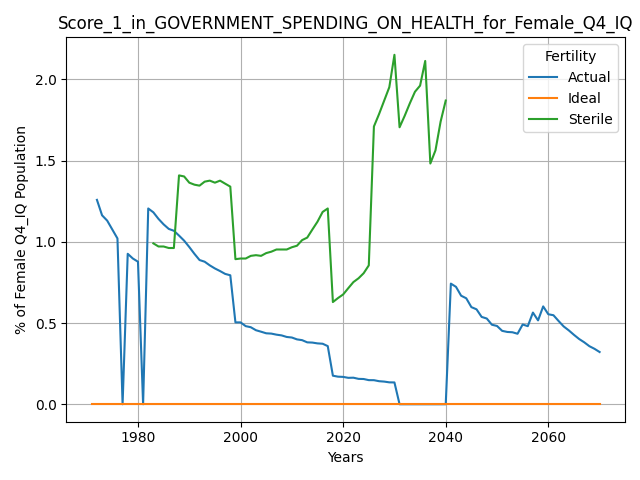 Score_1_in_GOVERNMENT_SPENDING_ON_HEALTH_for_Female_Q4_IQ
Fertility
Actual
Ideal
Sterile
% of Female Q4_IQ Population
2.0
1.5
1.0
0.5
0.0
1980 2000 2020 2040 2060
Years